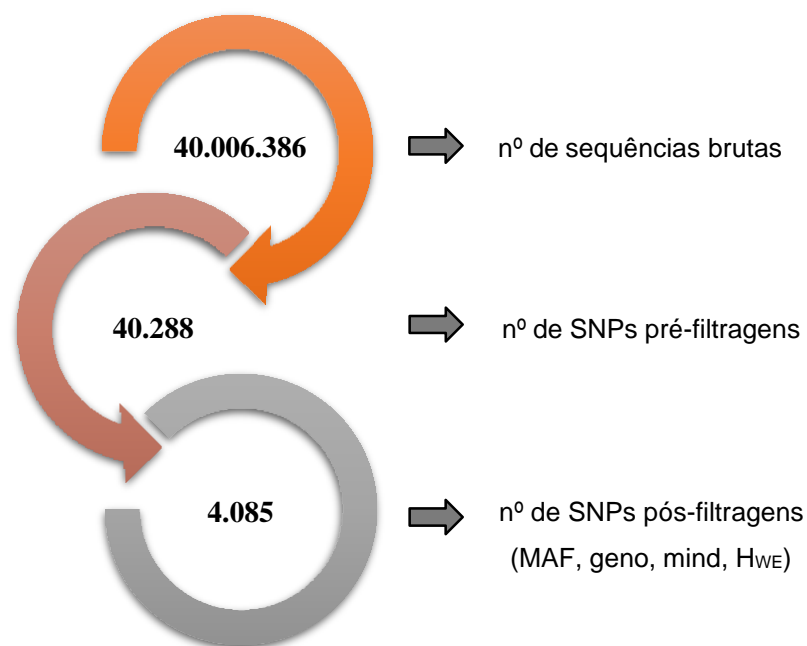 40.006.386
nº de sequências brutas
40.288
nº de SNPs pré-filtragens
4.085
nº de SNPs pós-filtragens
(MAF, geno, mind, HWE)